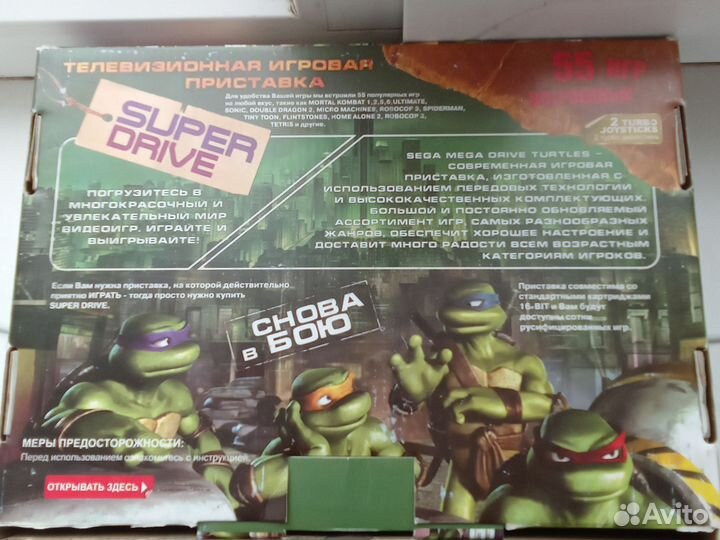 ТЕЛЕВИЗИОННАЯ ИГРОВАЯ
ПРИСТАВКА
Для удобства Вашей игры мы встроили 55 популярных игр
на любой вкус, такие как MORTAL KOMBAT 1,2,5,6,ULTIMATE,
SONIC, DOUBLE DRAGON 2, MICRO MACHINES, ROBOCOP 3, SPIDERMAN,
TINY TOON, FLINTSTONES, HOME ALONE 2, ROBOCOP 3,
TETRIS и другие.
55 игр
2 TURBO
JOYSTICKS
SUPER
DRIVE
ПОГРУЗИТЕСЬ В
МНОГОКРАСОЧНЫЙ И
УВЛЕКАТЕЛЬНЫЙ МИР
ВИДЕОИГР. ИГРАЙТЕ И
ВЫИГРЫВАЙТЕ!
SEGA MEGA DRIVE TURTLES –
СОВРЕМЕННАЯ ИГРОВАЯ
ПРИСТАВКА, ИЗГОТОВЛЕННАЯ С
ИСПОЛЬЗОВАНИЕМ ПЕРЕДОВЫХ ТЕХНОЛОГИИ
И ВЫСОКОКАЧЕСТВЕННЫХ КОМПЛЕКТУЮЩИХ.
БОЛЬШОЙ И ПОСТОЯННО ОБНОВЛЯЕМЫЙ
АССОРТИМЕНТ ИГР, САМЫХ РАЗНООБРАЗНЫХ
ЖАНРОВ, ОБЕСПЕЧИТ ХОРОШЕЕ НАСТРОЕНИЕ И
ДОСТАВИТ МНОГО РАДОСТИ ВСЕМ ВОЗРАСТНЫМ
КАТЕГОРИЯМ ИГРОКОВ.
Если Вам нужна приставка, на которой действительно
приятно ИГРАТЬ - тогда просто нужно купить
SUPER DRIVE.
СНОВА
В БОЮ
Приставка совместима со
стандартными картриджами
16-BIT и Вам будут
доступны сотни
русифицированных игр.
МЕРЫ ПРЕДОСТОРОЖНОСТИ:
Перед использованием ознакомьтесь с инструкцией.
ОТКРЫВАТЬ ЗДЕСЬ
Avito